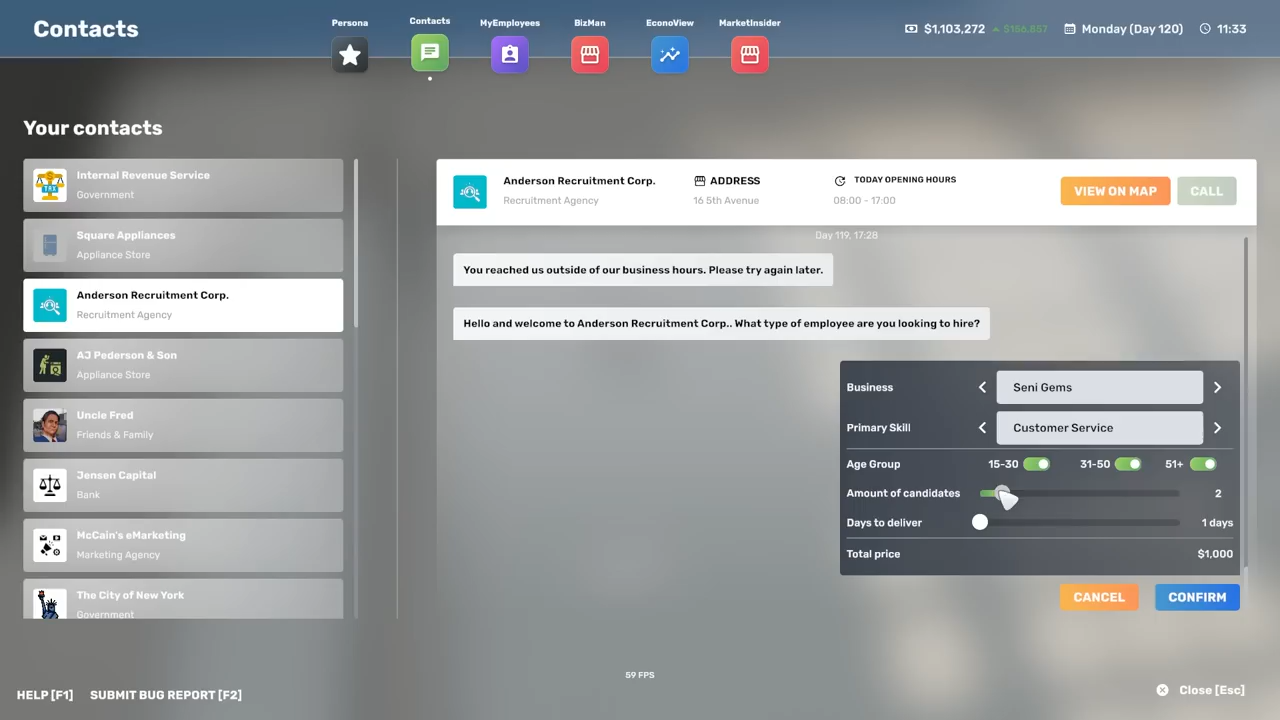 Contacts
Persona
Contacts
MyEmployees
BizMan
EconoView
MarketInsider
$1,103,272 $156,857 Monday (Day 120) 11:33
Your contacts
Internal Revenue Service
Government
Square Appliances
Appliance Store
Anderson Recruitment Corp.
Recruitment Agency
AJ Pederson & Son
Appliance Store
Uncle Fred
Friends & Family
Jensen Capital
Bank
McCain's eMarketing
Marketing Agency
The City of New York
Government
TAX
Anderson Recruitment Corp.
Recruitment Agency
ADDRESS
16 5th Avenue
TODAY OPENING HOURS
08:00 - 17:00
VIEW ON MAP
CALL
Day 119, 17:28
You reached us outside of our business hours. Please try again later.
Hello and welcome to Anderson Recruitment Corp.. What type of employee are you looking to hire?
Business Seni Gems
Primary Skill Customer Service
Age Group 15-30 31-50 51+
Amount of candidates 2
Days to deliver 1 days
Total price $1,000
CANCEL CONFIRM
59 FPS
HELP [F1] SUBMIT BUG REPORT [F2]
Close [Esc]